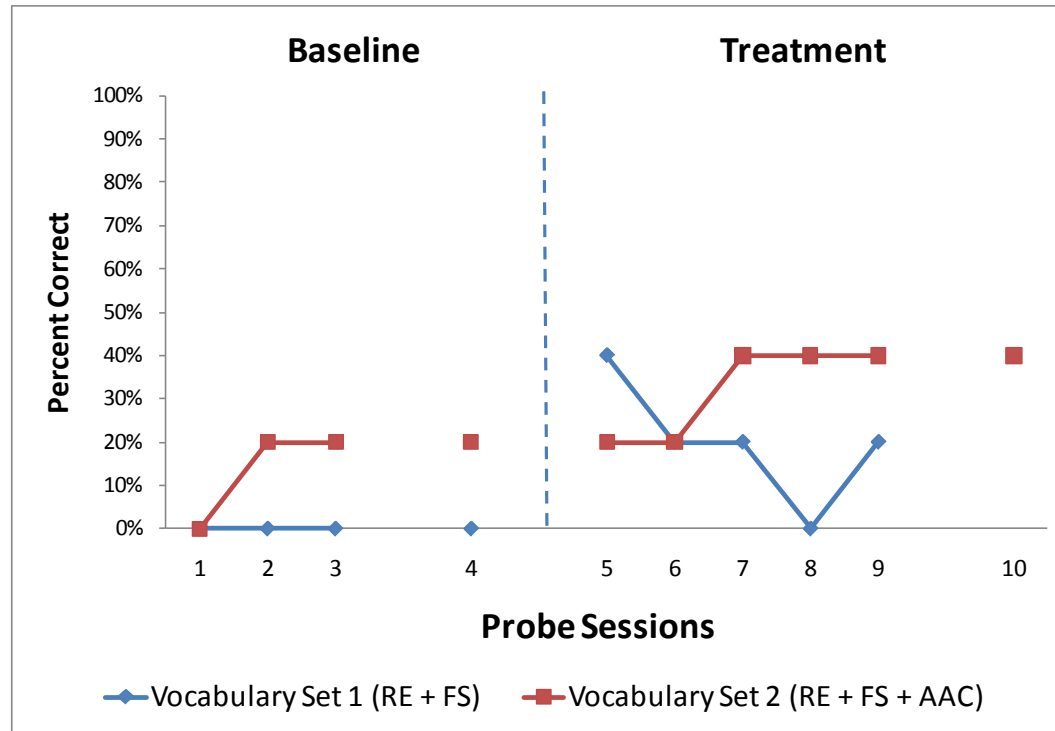 Baseline Treatment
100%
90%
80%
70%
60%
50%
40%
30%
20%
10%
0%
Percent Correct
1 2 3 4 5 6 7 8 9 10
Probe Sessions
Vocabulary Set 1 (RE + FS) Vocabulary Set 2 (RE + FS + AAC)